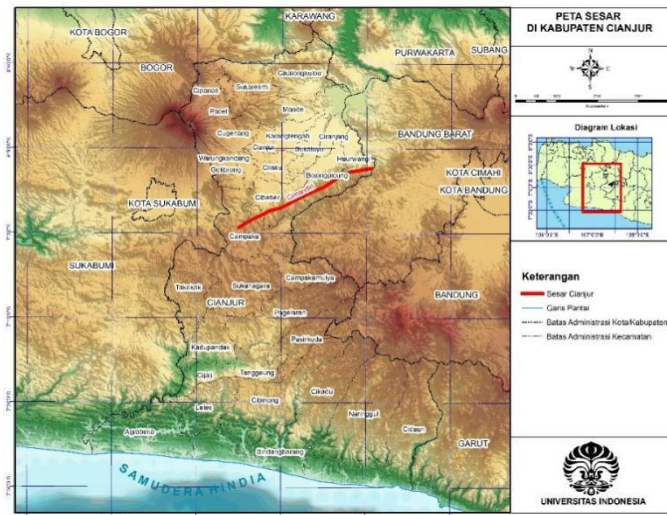 PETA SESAR
DI KABUPATEN CIANJUR
N
Diagram Lokasi
Keterangan
Sesar Cianjur
Garis Pantai
Batas Administrasi Kota/Kabupaten
Batas Administrasi Kecamatan
UNIVERSITAS INDONESIA
KARAWANG
KOTA BOGOR
PURWAKARTA
SUBANG
BOGOR
Cikalongkulon
Cipanas
Sukaresmi
Pacet
Mande
Cugenang
Karangtengah
Ciranjang
BANDUNG BARAT
Cianjur
Sukaluyu
Haurwangi
Warungkondang
Gekbrong
Cilaku
Bojongpicung
KOTA CIMAHI
KOTA BANDUNG
Cibeber
Cimandiri
KOTA SUKABUMI
Campaka
SUKABUMI
Takokak
Sukanagara
Campakamulya
CIANJUR
BANDUNG
Pagelaran
Pasirkuda
Kadupandak
Cijati
Tanggeung
Cikadu
Leles
Cibinong
Naringgul
Agrabinta
Cidaun
Sindangbarang
GARUT
SAMUDERA HINDIA